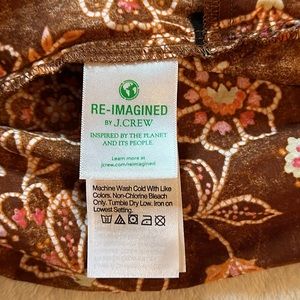 RE-IMAGINED
BY J.CREW
INSPIRED BY THE PLANET
AND ITS PEOPLE.
Learn more at
jcrew.com/reimagined
Machine Wash Cold With Like
Colors. Non-Chlorine Bleach
Only. Tumble Dry Low. Iron on
Lowest Setting.